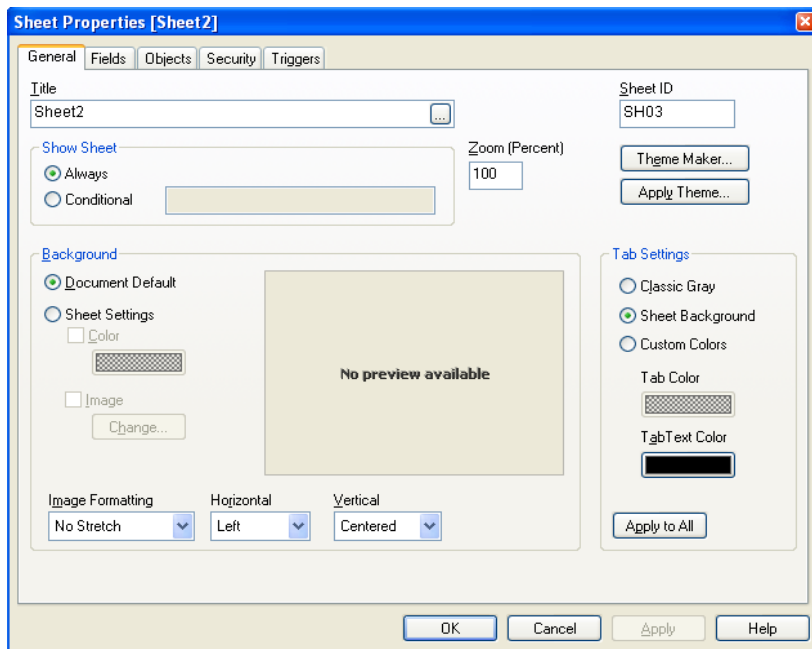 Sheet Properties [Sheet2]
General Fields Objects Security Triggers
Title
Sheet ID
Sheet2
...
SH03
Show Sheet
Always
Conditional
Zoom (Percent)
100
Theme Maker...
Apply Theme...
Background
Document Default
Sheet Settings
Color
Image
Change...
No preview available
Image Formatting Horizontal Vertical
No Stretch Left Centered
Tab Settings
Classic Gray
Sheet Background
Custom Colors
Tab Color
TabText Color
Apply to All
OK Cancel Apply Help